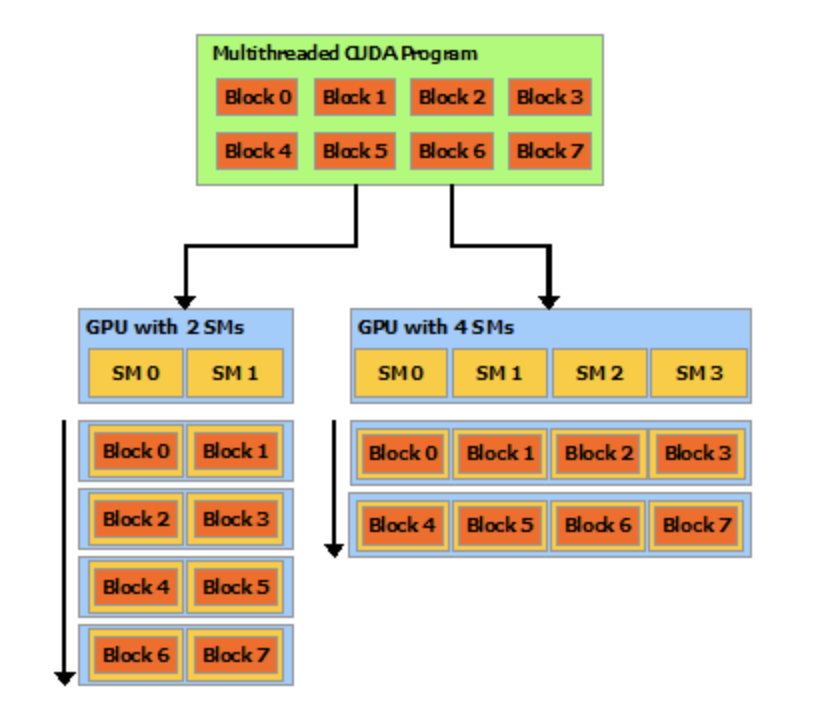 Multithreaded CUDA Program
Block 0 Block 1 Block 2 Block 3
Block 4 Block 5 Block 6 Block 7
GPU with 2 SMs
SM 0 SM 1
Block 0 Block 1
Block 2 Block 3
Block 4 Block 5
Block 6 Block 7
GPU with 4 SMs
SM 0 SM 1 SM 2 SM 3
Block 0 Block 1 Block 2 Block 3
Block 4 Block 5 Block 6 Block 7